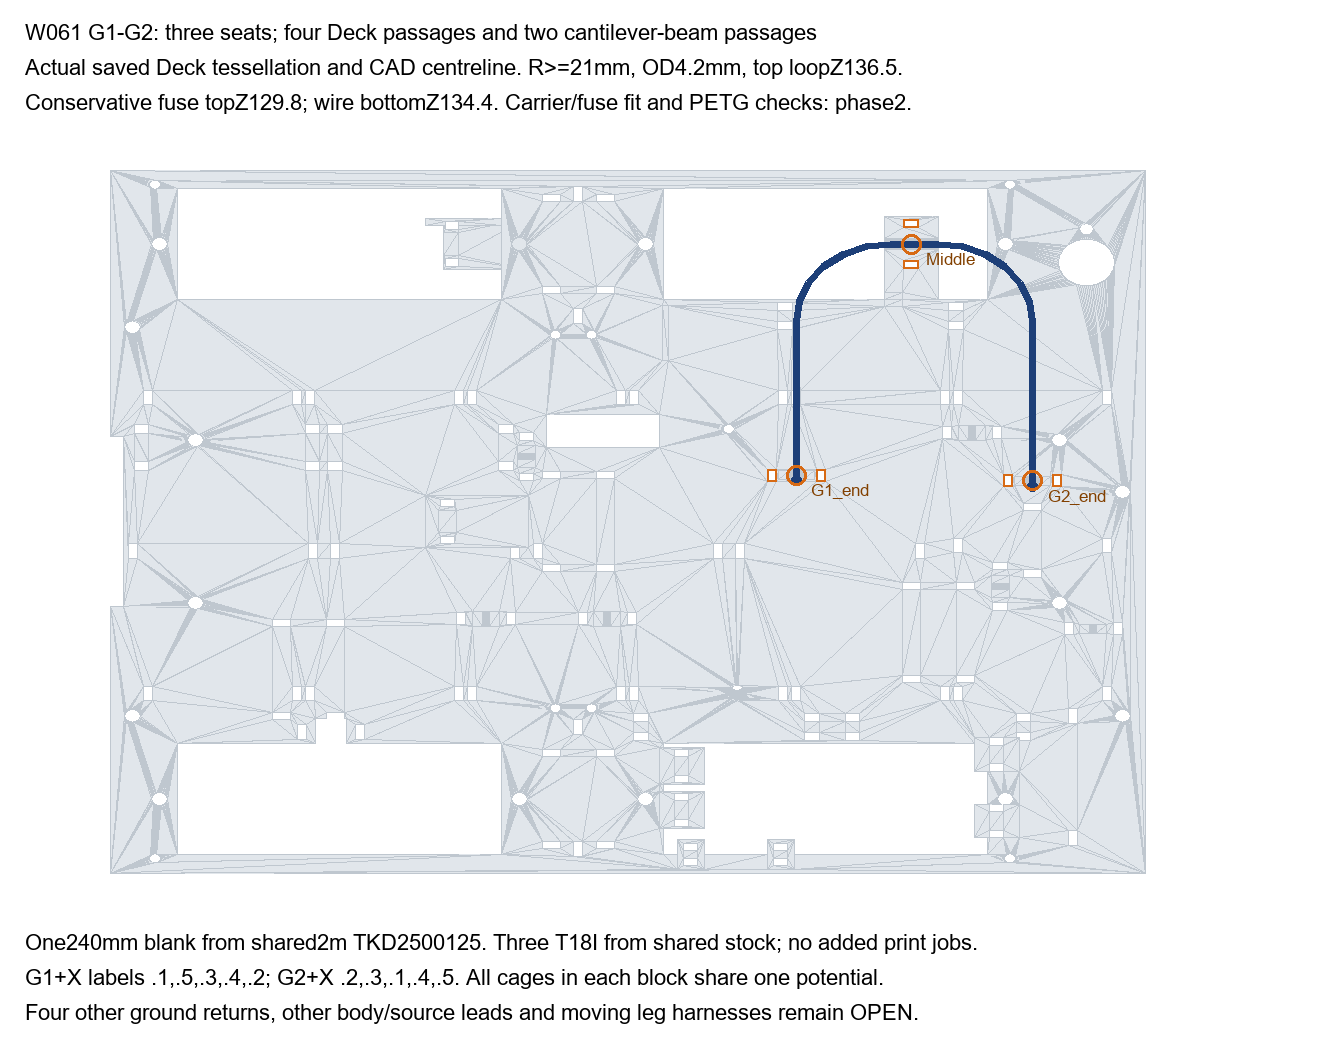 W061 G1-G2: three seats; four Deck passages and two cantilever-beam passages
Actual saved Deck tessellation and CAD centreline. R>=21mm, OD4.2mm, top loopZ136.5.
Conservative fuse topZ129.8; wire bottomZ134.4. Carrier/fuse fit and PETG checks: phase2.
Middle
G1_end
G2_end
One240mm blank from shared2m TKD2500125. Three T18I from shared stock; no added print jobs.
G1+X labels .1,.5,.3,.4,.2; G2+X .2,.3,.1,.4,.5. All cages in each block share one potential.
Four other ground returns, other body/source leads and moving leg harnesses remain OPEN.